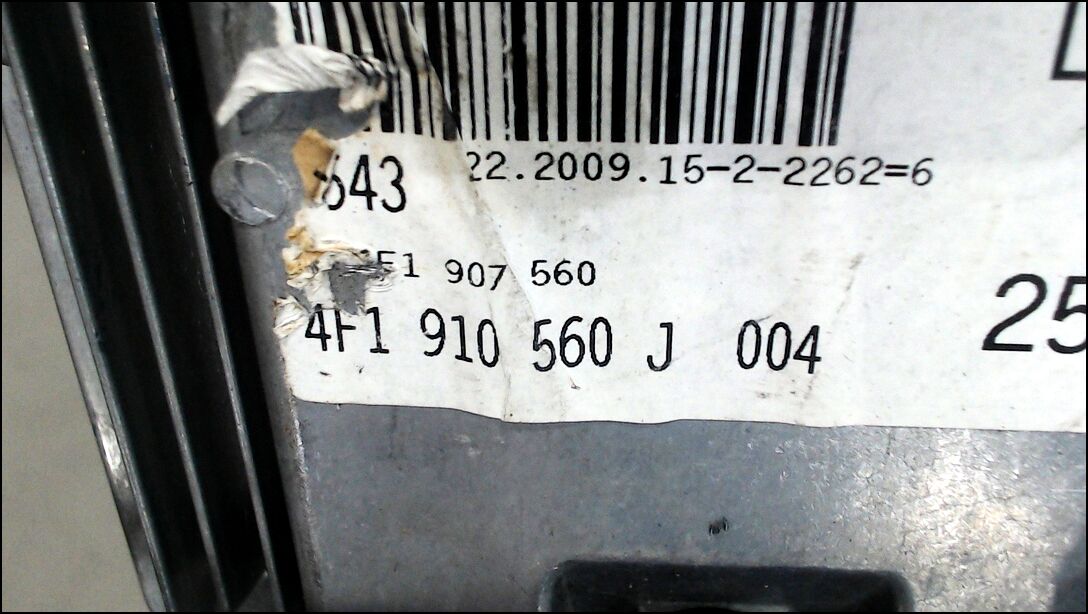 643 22.2009.15-2-2262=6
F1 907 560
4F1 910 560 J 004
25